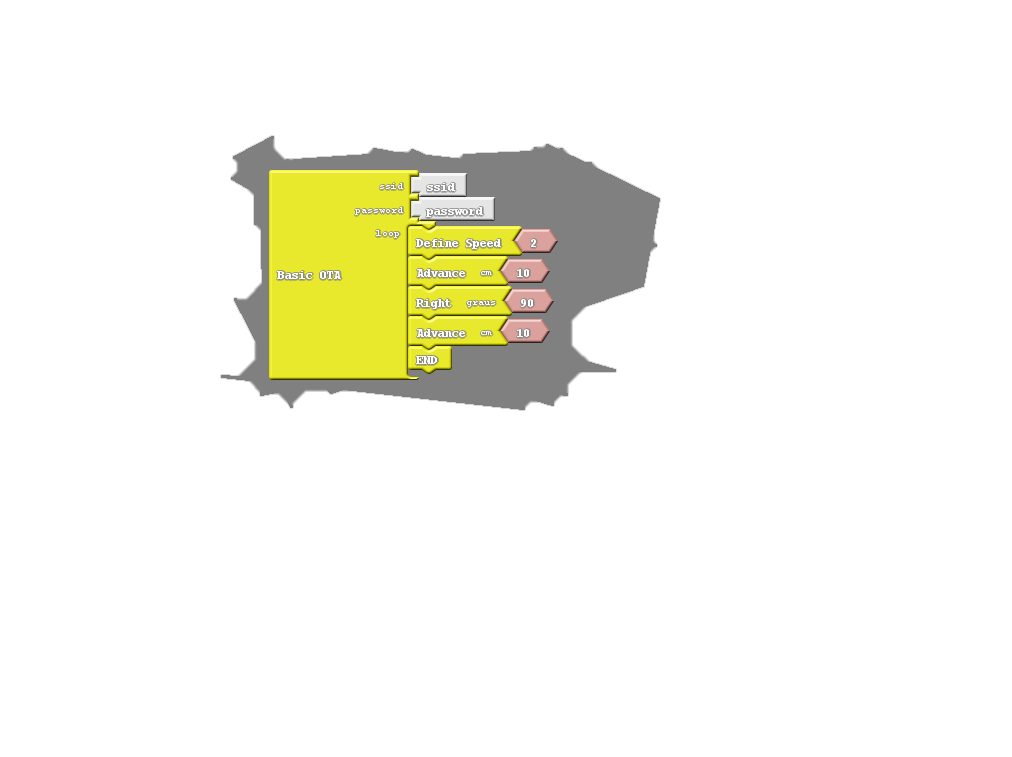 ssid ssid
password password
loop
Define Speed 2
Basic OTA
Advance cm 10
Right graus 90
Advance cm 10
END